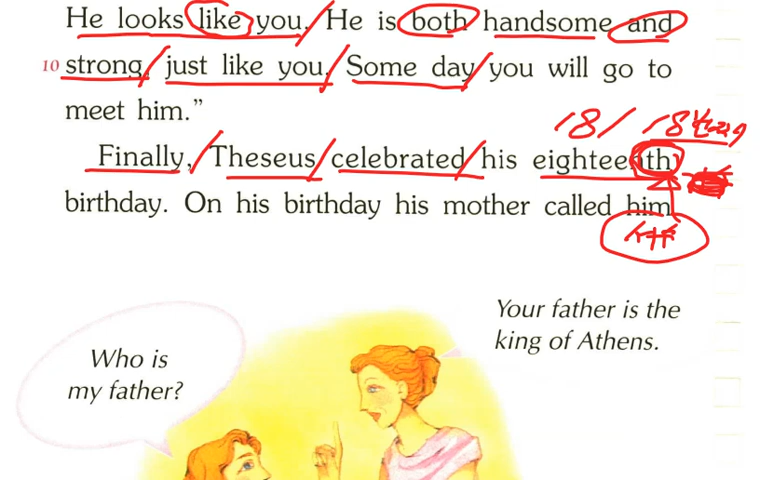 He looks like you. He is both handsome and
10 strong, just like you. Some day you will go to
meet him.”
18/ 18
Finally, Theseus celebrated his eighteenth
birthday. On his birthday his mother called him
Your father is the
king of Athens.
Who is
my father?